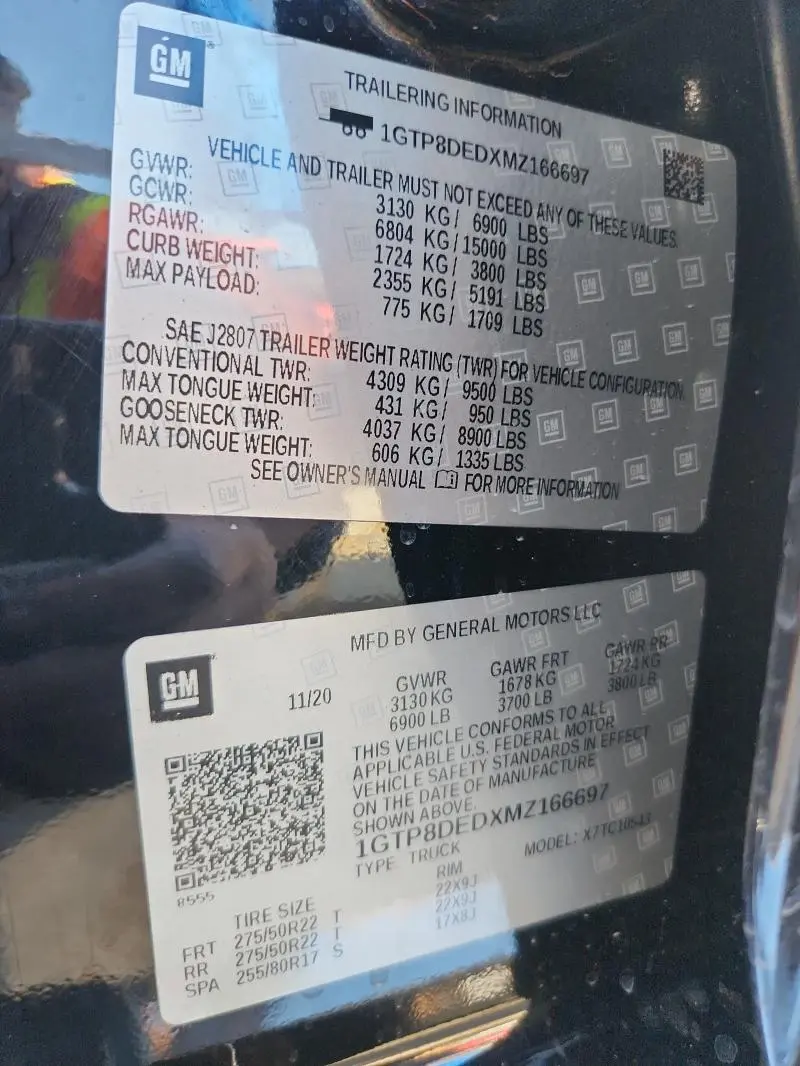 GM
TRAILERING INFORMATION
1GTP8DEDXMZ166697
VEHICLE AND TRAILER MUST NOT EXCEED ANY OF THESE VALUES.
GVWR: 3130 KG/ 6900 LBS
GCWR: 6804 KG/15000 LBS
RGAWR: 1724 KG/ 3800 LBS
CURB WEIGHT: 2355 KG/ 5191 LBS
MAX PAYLOAD: 775 KG/ 1709 LBS
SAE J2807 TRAILER WEIGHT RATING (TWR) FOR VEHICLE CONFIGURATION.
CONVENTIONAL TWR: 4309 KG/ 9500 LBS
MAX TONGUE WEIGHT: 431 KG/ 950 LBS
GOOSENECK TWR: 4037 KG/ 8900 LBS
MAX TONGUE WEIGHT: 606 KG/ 1335 LBS
SEE OWNER'S MANUAL FOR MORE INFORMATION
GM
MFD BY GENERAL MOTORS LLC
11/20
GVWR GAWR FRT GAWR RR
3130 KG 1678 KG 1724 KG
6900 LB 3700 LB 3800 LB
THIS VEHICLE CONFORMS TO ALL
APPLICABLE U.S. FEDERAL MOTOR
VEHICLE SAFETY STANDARDS IN EFFECT
ON THE DATE OF MANUFACTURE
SHOWN ABOVE.
1GTP8DEDXMZ166697
TYPE TRUCK MODEL: X7TC10543
8555
TIRE SIZE RIM
FRT 275/50R22 T 22X9J
RR 275/50R22 T 22X9J
SPA 255/80R17 S 17X8J